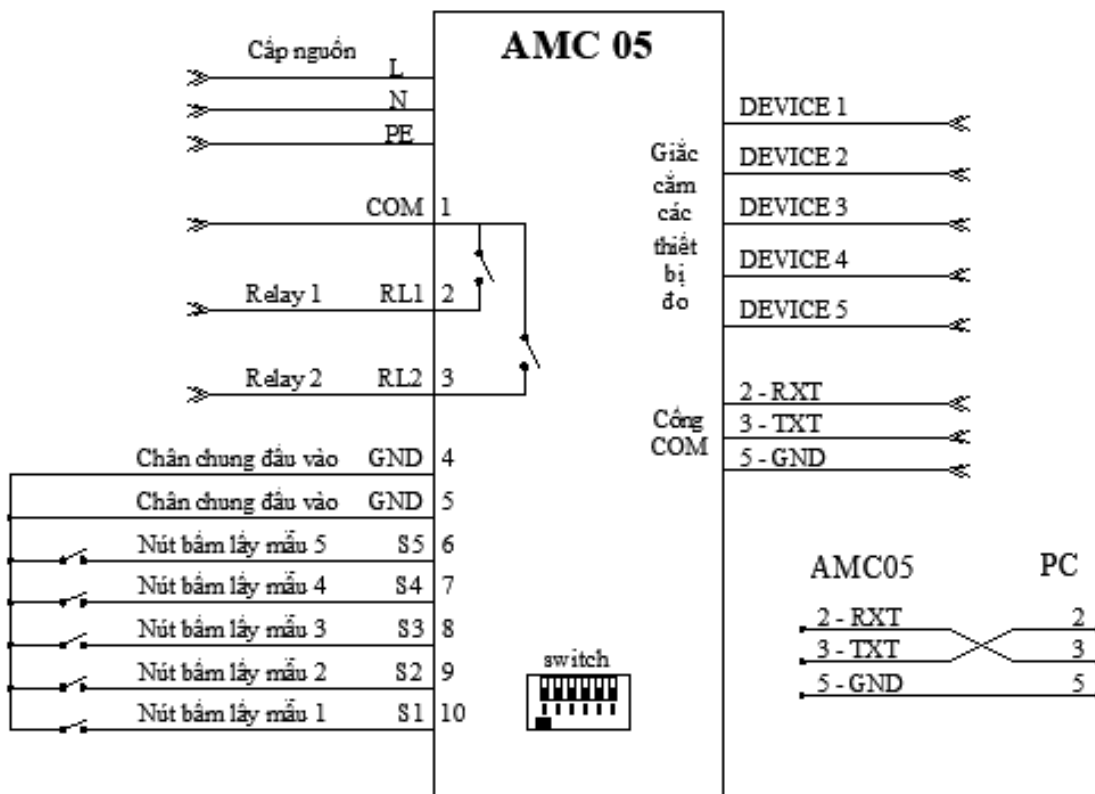 AMC 05
Cấp nguồn
L
N
PE
COM 1
Relay 1 RL1 2
Relay 2 RL2 3
Chân chung đầu vào GND 4
Chân chung đầu vào GND 5
Nút bấm lấy mẫu 5 S5 6
Nút bấm lấy mẫu 4 S4 7
Nút bấm lấy mẫu 3 S3 8
Nút bấm lấy mẫu 2 S2 9
Nút bấm lấy mẫu 1 S1 10
switch
Giắc
cắm
các
thiết
bị
đo
DEVICE 1
DEVICE 2
DEVICE 3
DEVICE 4
DEVICE 5
Cổng
COM
2 - RXT
3 - TXT
5 - GND
AMC05 PC
2 - RXT 2
3 - TXT 3
5 - GND 5